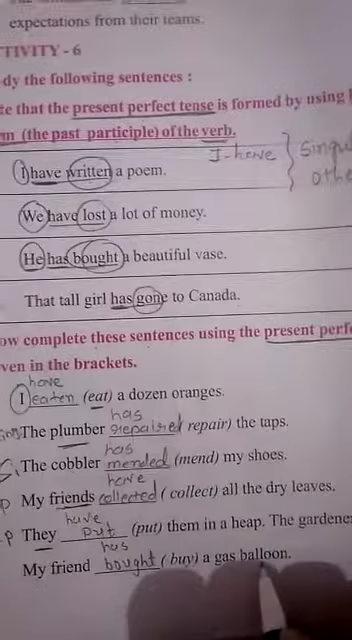 expectations from their teams.
TIVITY - 6
dy the following sentences :
te that the present perfect tense is formed by using
m (the past participle) of the verb.
I have written a poem.
I - have } singu
othe
We have lost a lot of money.
He has bought a beautiful vase.
That tall girl has gone to Canada.
ow complete these sentences using the present perf
ven in the brackets.
have
I eaten (eat) a dozen oranges.
has
The plumber repaired repair) the taps.
has
The cobbler mended (mend) my shoes.
have
P My friends collected ( collect) all the dry leaves.
have
P They put (put) them in a heap. The gardene
has
My friend bought ( buy) a gas balloon.